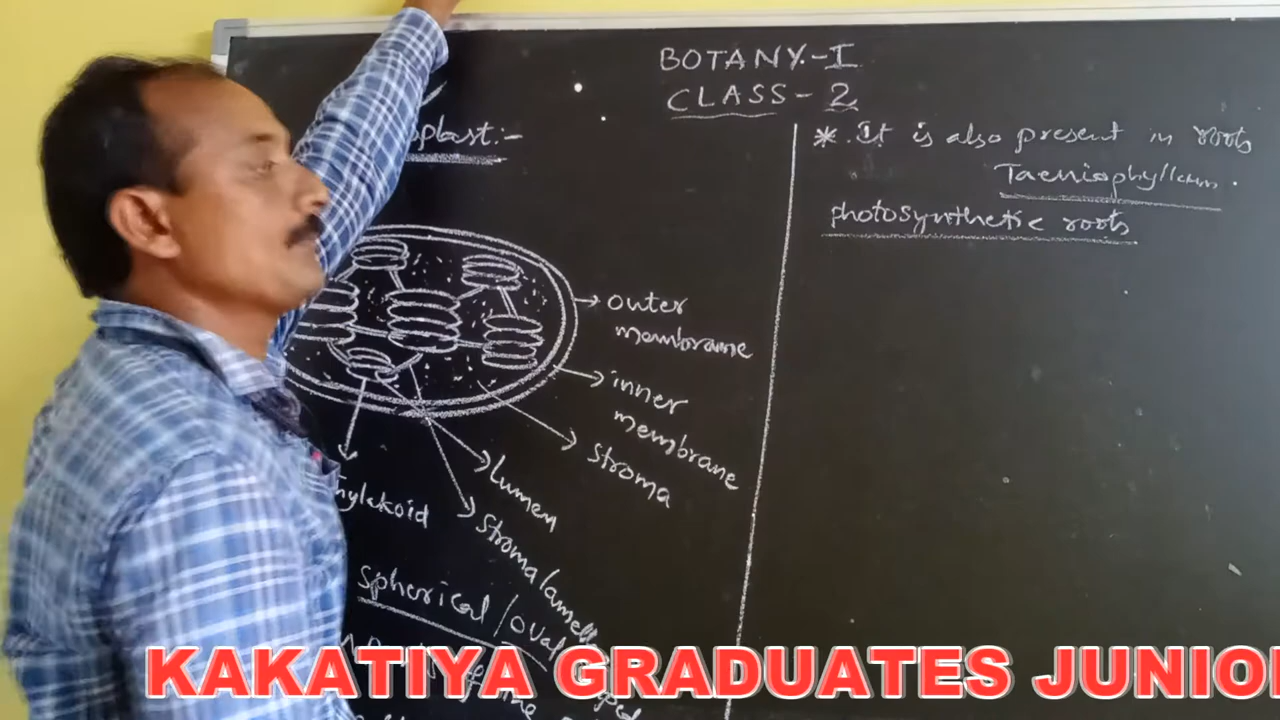 BOTANY-I
CLASS-2
oplast:-
outer
membrane
inner
membrane
Stroma
Lumen
Stroma lamell
hylakoid
Spherical / oval
* It is also present in roots
Taeniophyllum.
photosynthetic roots
KAKATIYA GRADUATES JUNIO